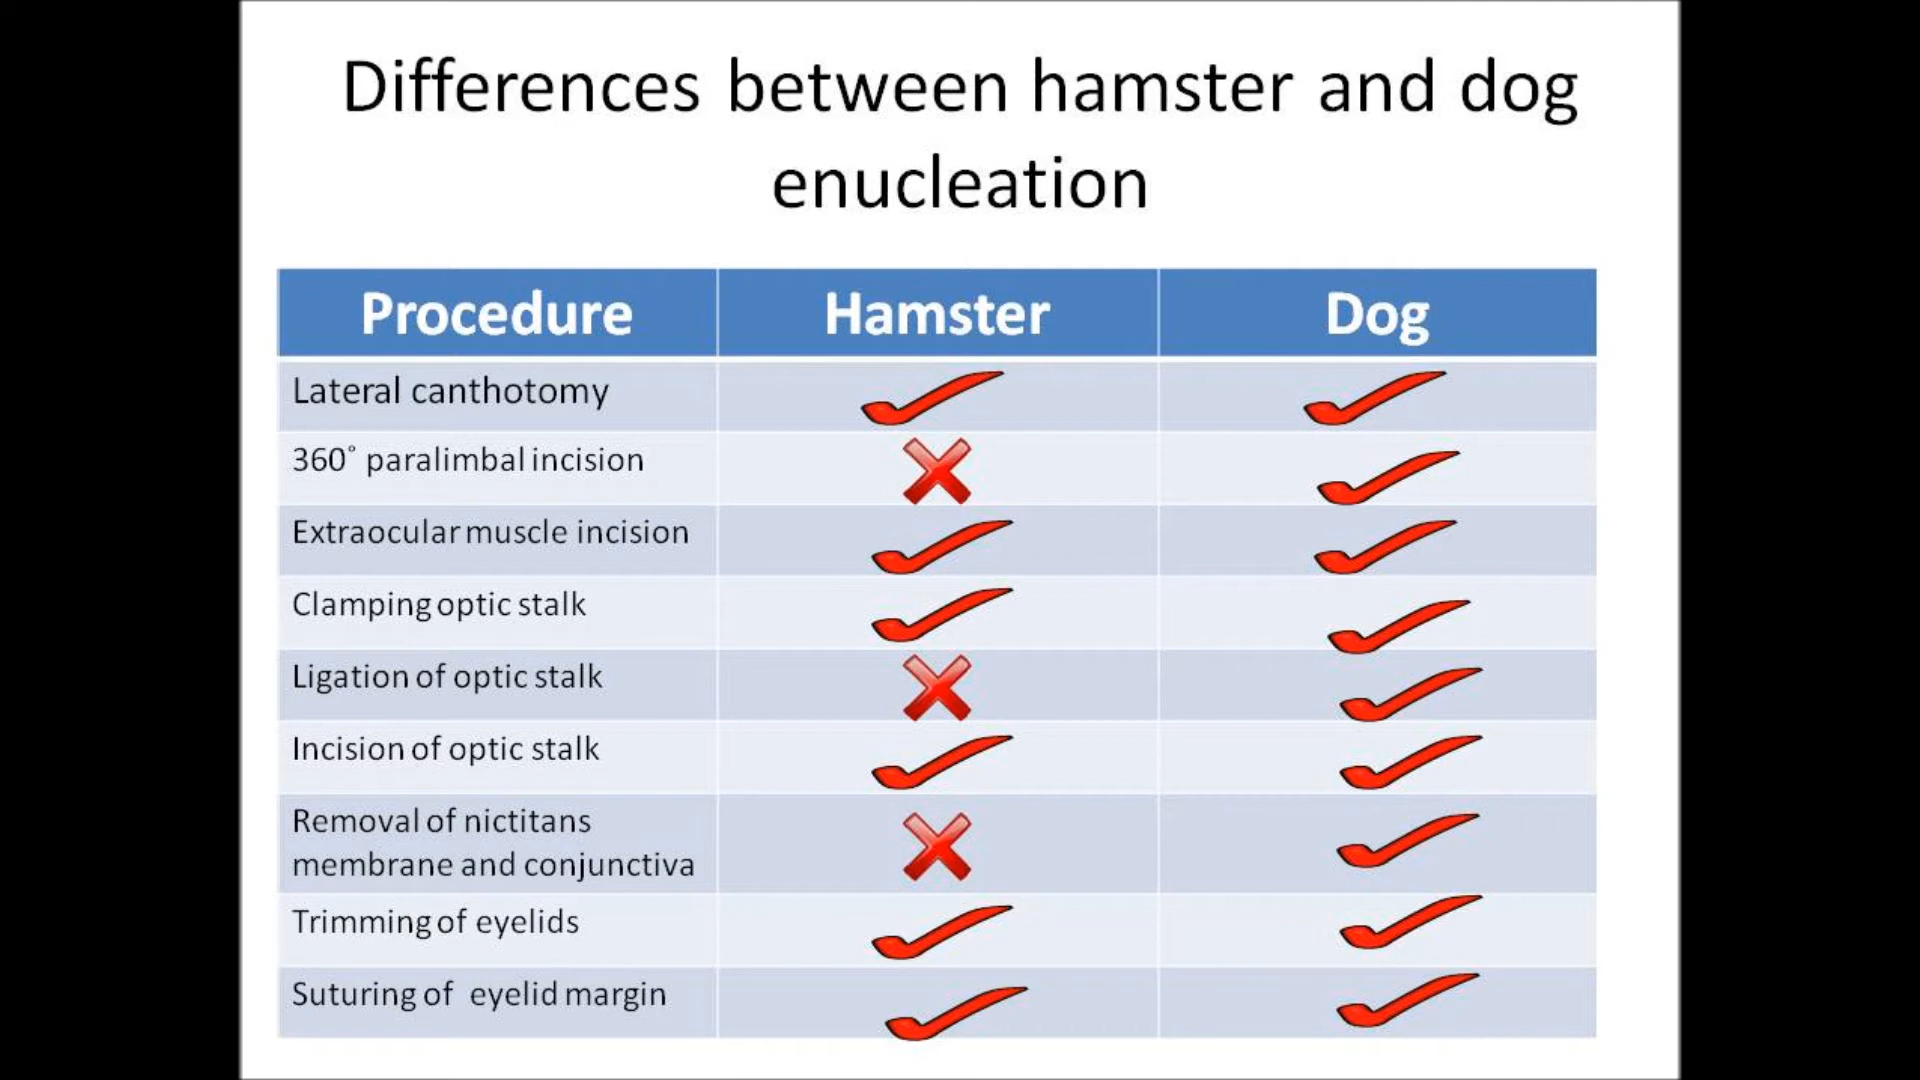 Differences between hamster and dog
enucleation
Procedure Hamster Dog
Lateral canthotomy
360˚ paralimbal incision
Extraocular muscle incision
Clamping optic stalk
Ligation of optic stalk
Incision of optic stalk
Removal of nictitans
membrane and conjunctiva
Trimming of eyelids
Suturing of eyelid margin